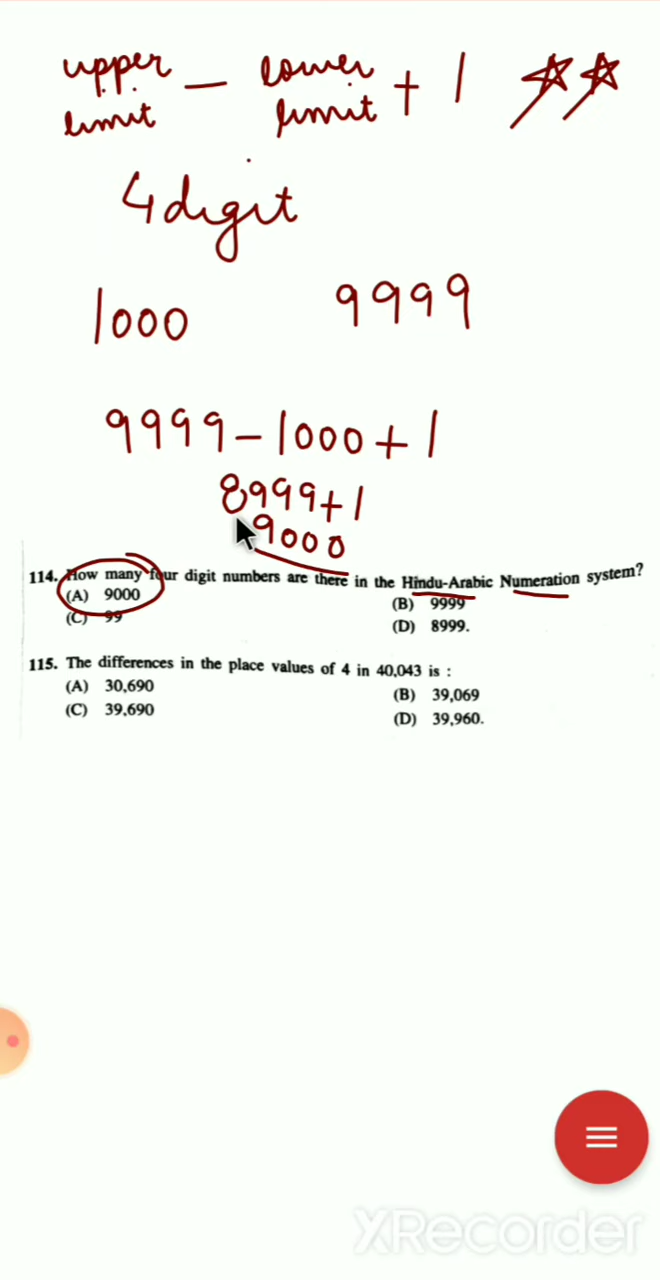 upper limit – lower limit + 1
4 digit
1000 9999
9999 – 1000 + 1
8999 + 1
9000
114. How many four digit numbers are there in the Hindu-Arabic Numeration system?
(A) 9000 (B) 9999
(C) 99 (D) 8999.
115. The differences in the place values of 4 in 40,043 is :
(A) 30,690 (B) 39,069
(C) 39,690 (D) 39,960.
XRecorder